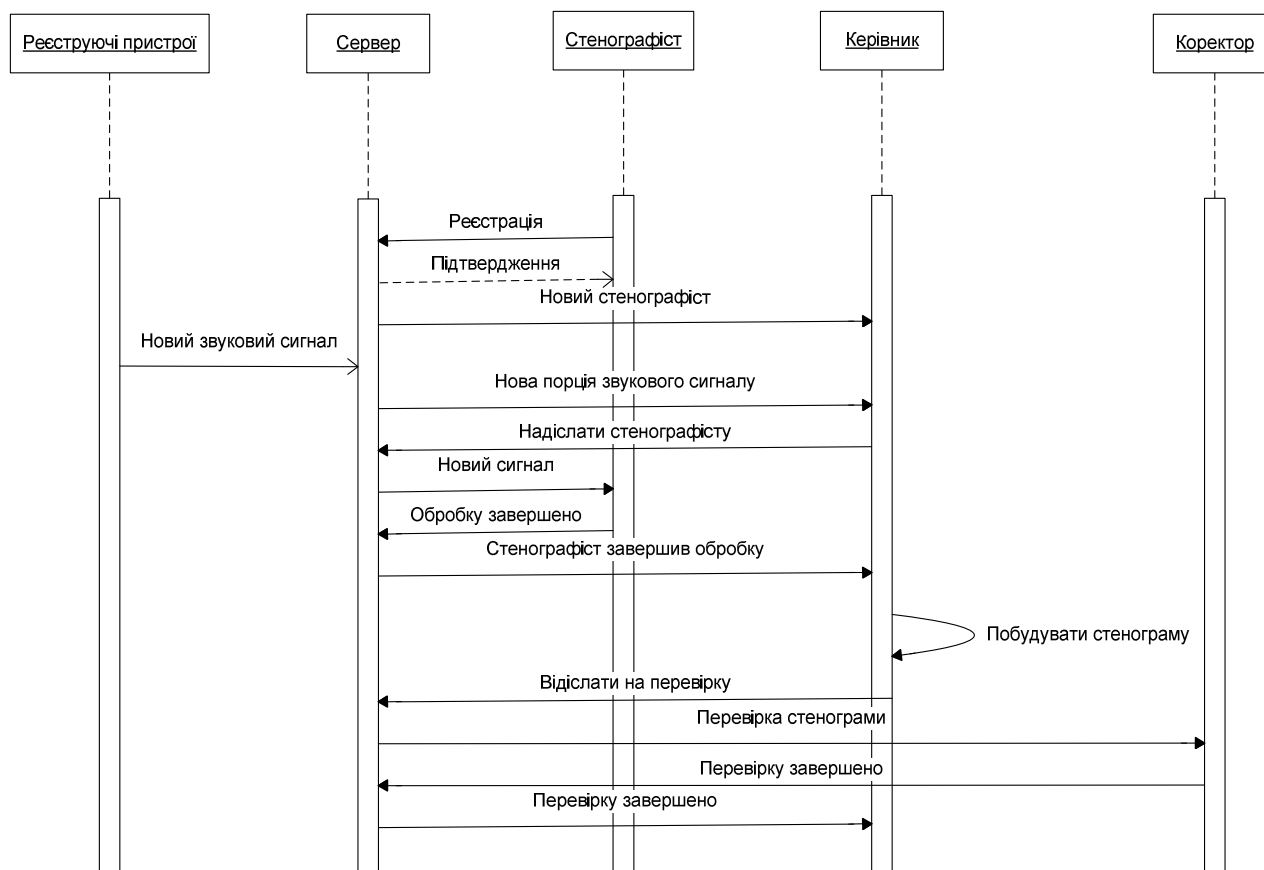 Реєструючі пристрої
Сервер
Стенографіст
Керівник
Коректор
Реєстрація
Підтвердження
Новий стенографіст
Новий звуковий сигнал
Нова порція звукового сигналу
Надіслати стенографісту
Новий сигнал
Обробку завершено
Стенографіст завершив обробку
Побудувати стенограму
Відіслати на перевірку
Перевірка стенограми
Перевірку завершено
Перевірку завершено